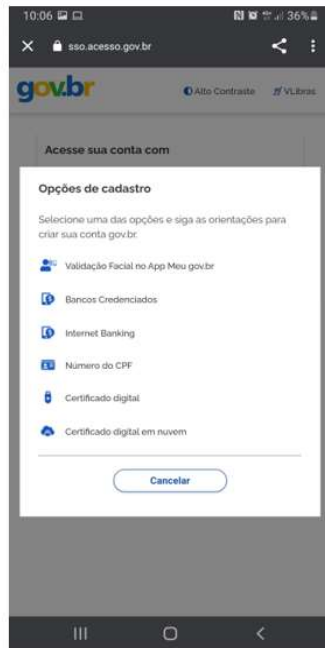 10:06 36%
sso.acesso.gov.br
gov.br Alto Contraste VLibras
Acesse sua conta com
Opções de cadastro
Selecione uma das opções e siga as orientações para
criar sua conta gov.br:
Validação Facial no App Meu gov.br
Bancos Credenciados
Internet Banking
Número do CPF
Certificado digital
Certificado digital em nuvem
Cancelar